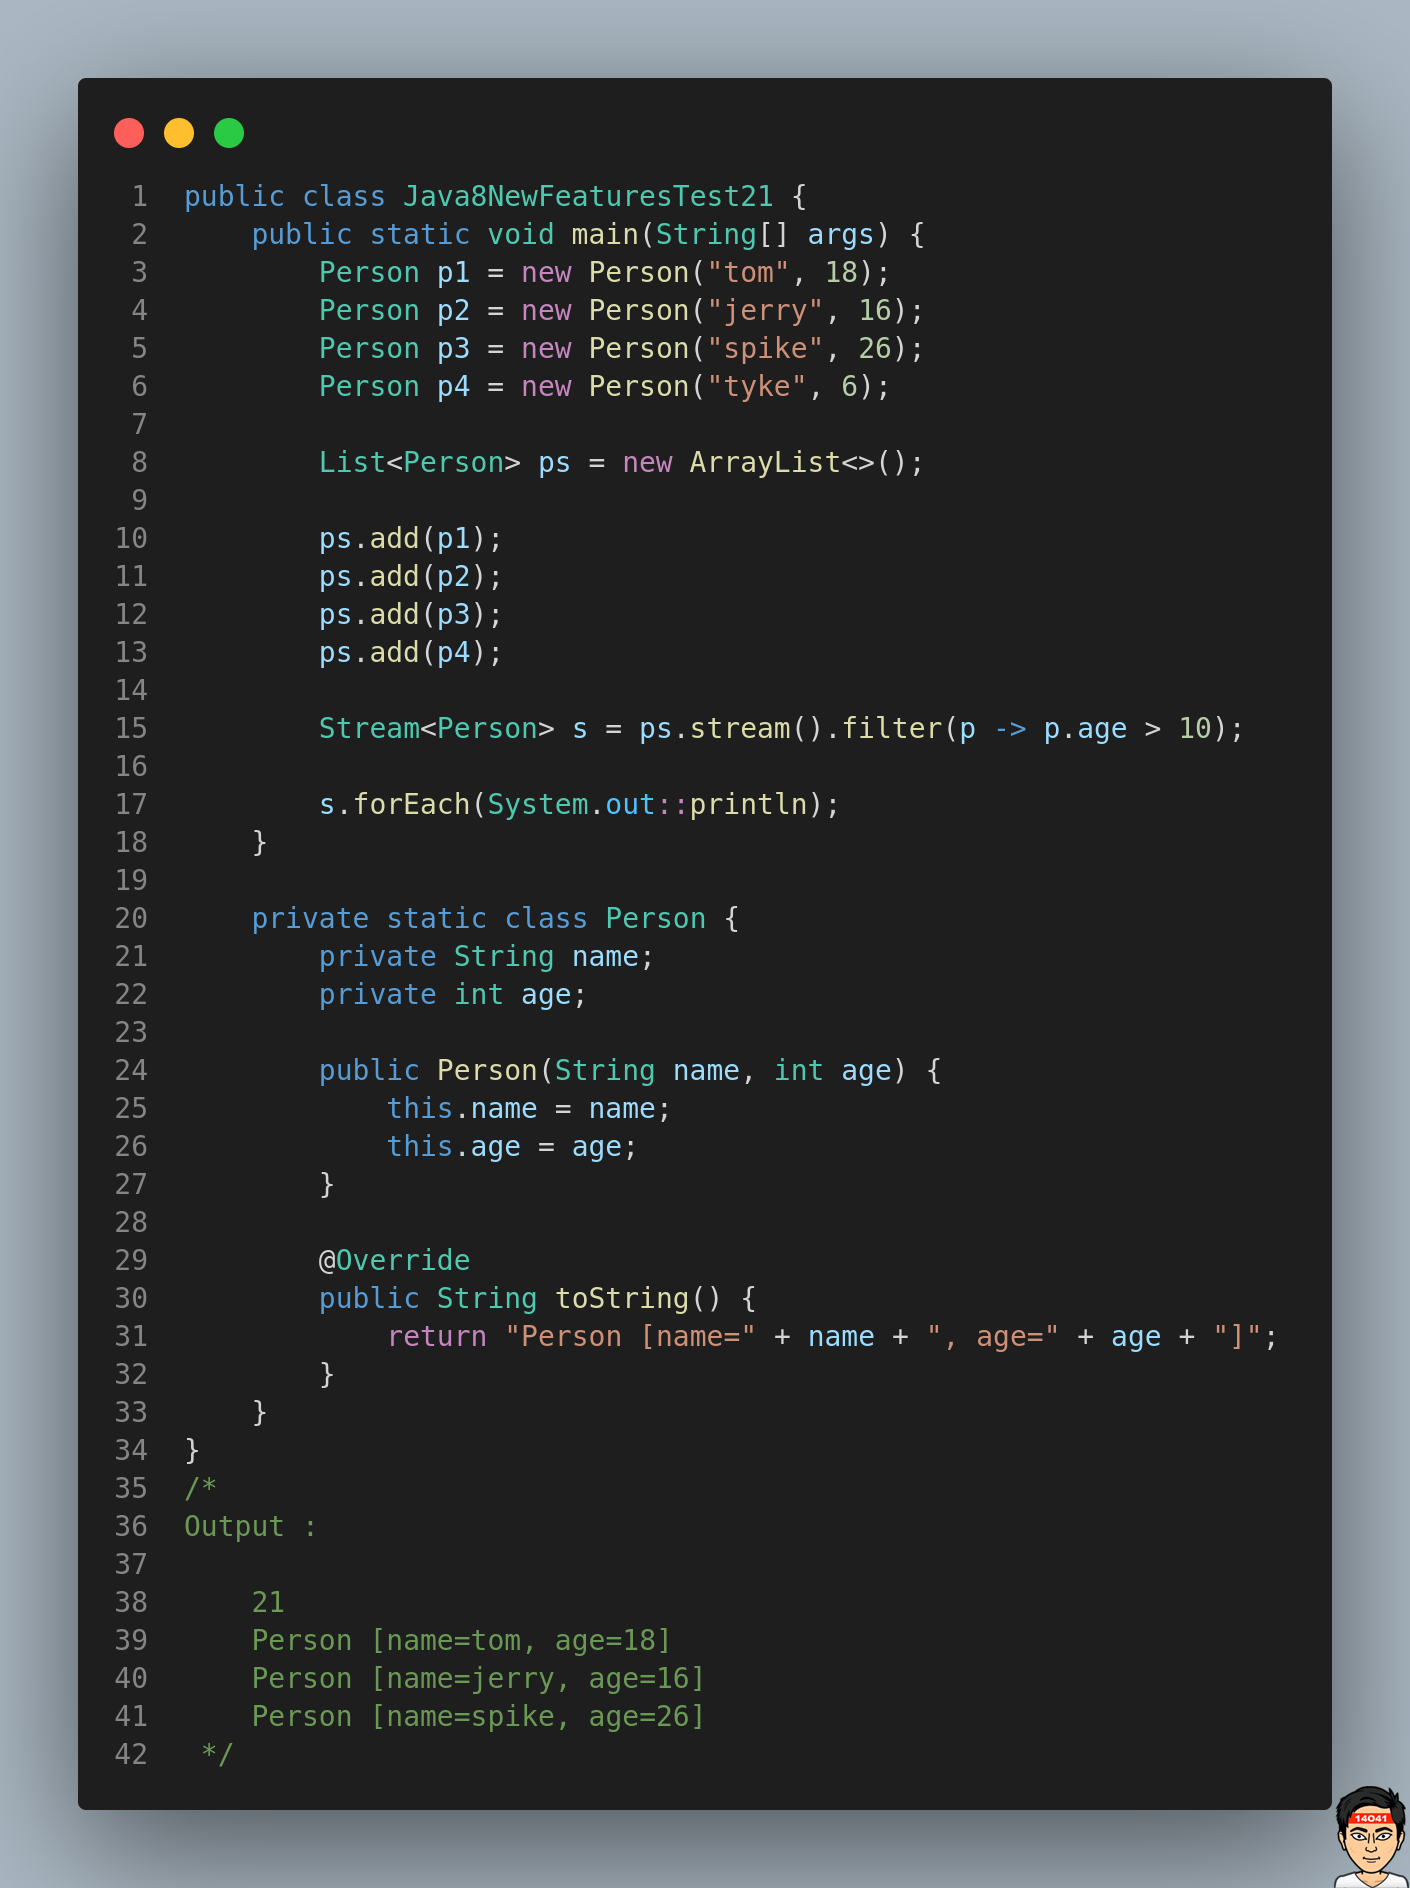 1 public class Java8NewFeaturesTest21 {
2     public static void main(String[] args) {
3         Person p1 = new Person("tom", 18);
4         Person p2 = new Person("jerry", 16);
5         Person p3 = new Person("spike", 26);
6         Person p4 = new Person("tyke", 6);
7
8         List<Person> ps = new ArrayList<>();
9
10         ps.add(p1);
11         ps.add(p2);
12         ps.add(p3);
13         ps.add(p4);
14
15         Stream<Person> s = ps.stream().filter(p -> p.age > 10);
16
17         s.forEach(System.out::println);
18     }
19
20     private static class Person {
21         private String name;
22         private int age;
23
24         public Person(String name, int age) {
25             this.name = name;
26             this.age = age;
27         }
28
29         @Override
30         public String toString() {
31             return "Person [name=" + name + ", age=" + age + "]";
32         }
33     }
34 }
35 /*
36 Output :
37
38     21
39     Person [name=tom, age=18]
40     Person [name=jerry, age=16]
41     Person [name=spike, age=26]
42  */
14041